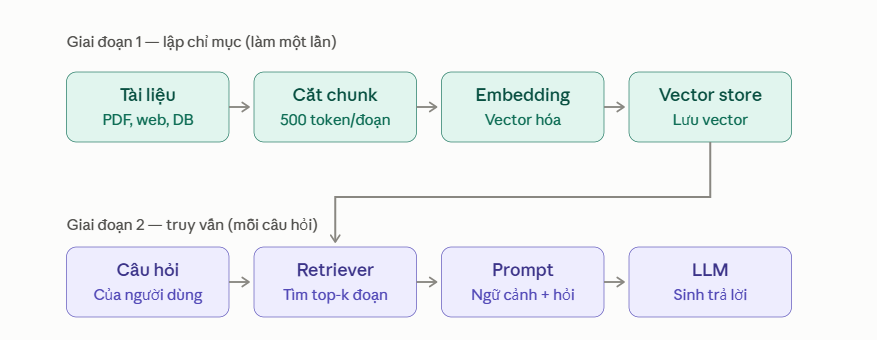 Giai đoạn 1 — lập chỉ mục (làm một lần)
Tài liệu
PDF, web, DB
Cắt chunk
500 token/đoạn
Embedding
Vector hóa
Vector store
Lưu vector
Giai đoạn 2 — truy vấn (mỗi câu hỏi)
Câu hỏi
Của người dùng
Retriever
Tìm top-k đoạn
Prompt
Ngữ cảnh + hỏi
LLM
Sinh trả lời